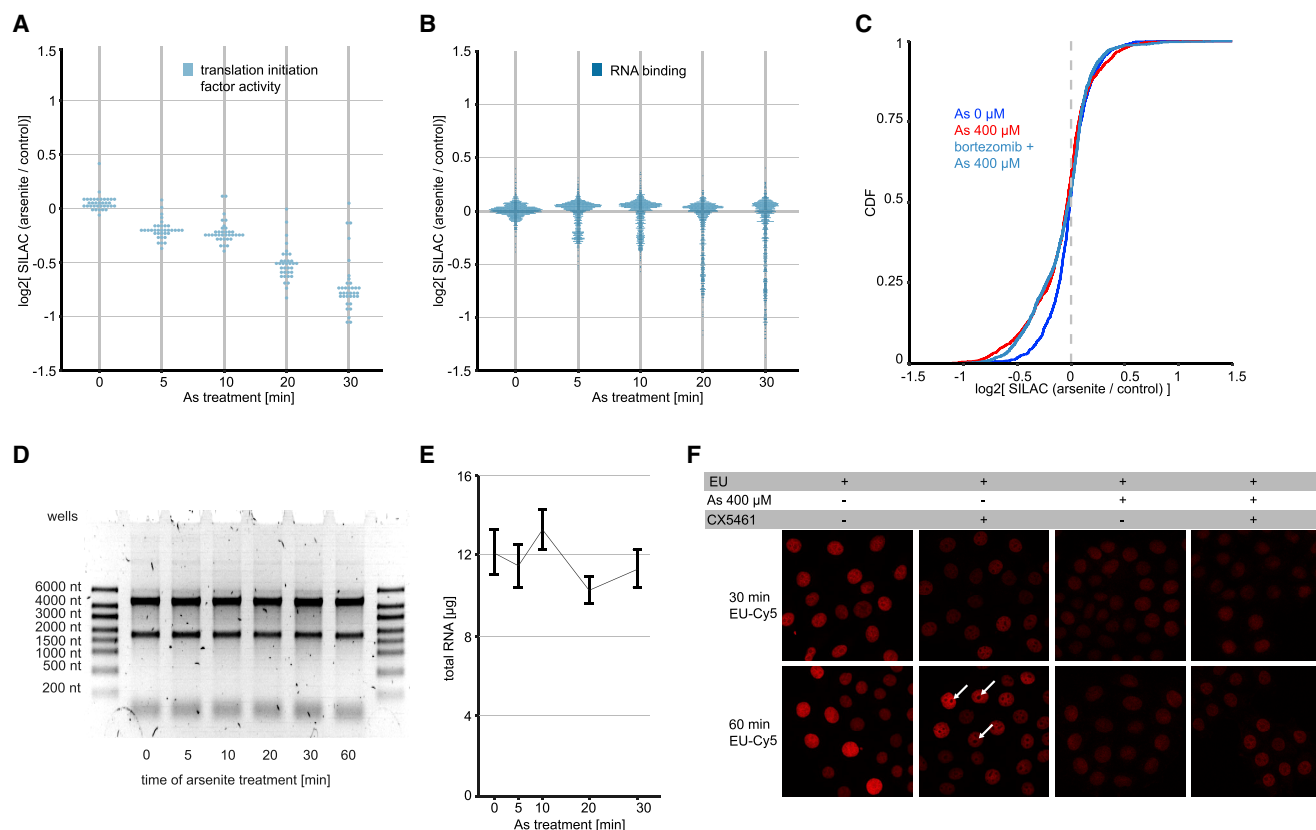 A
1.5
1
0.5
0
-0.5
-1
-1.5
log2[ SILAC (arsenite / control)]
translation initiation
factor activity
0 5 10 20 30
As treatment [min]
B
1.5
1
0.5
0
-0.5
-1
-1.5
log2[ SILAC (arsenite / control)]
RNA binding
0 5 10 20 30
As treatment [min]
C
1
0.75
0.5
0.25
0
CDF
As 0 µM
As 400 µM
bortezomib +
As 400 µM
-1.5 -1 -0.5 0 0.5 1 1.5
log2[ SILAC (arsenite / control) ]
D
wells
6000 nt
4000 nt
3000 nt
2000 nt
1500 nt
1000 nt
500 nt
200 nt
0 5 10 20 30 60
time of arsenite treatment [min]
E
16
12
8
4
0
total RNA [µg]
0 5 10 20 30
As treatment [min]
F
EU + + + +
As 400 µM - - + +
CX5461 - + - +
30 min
EU-Cy5
60 min
EU-Cy5